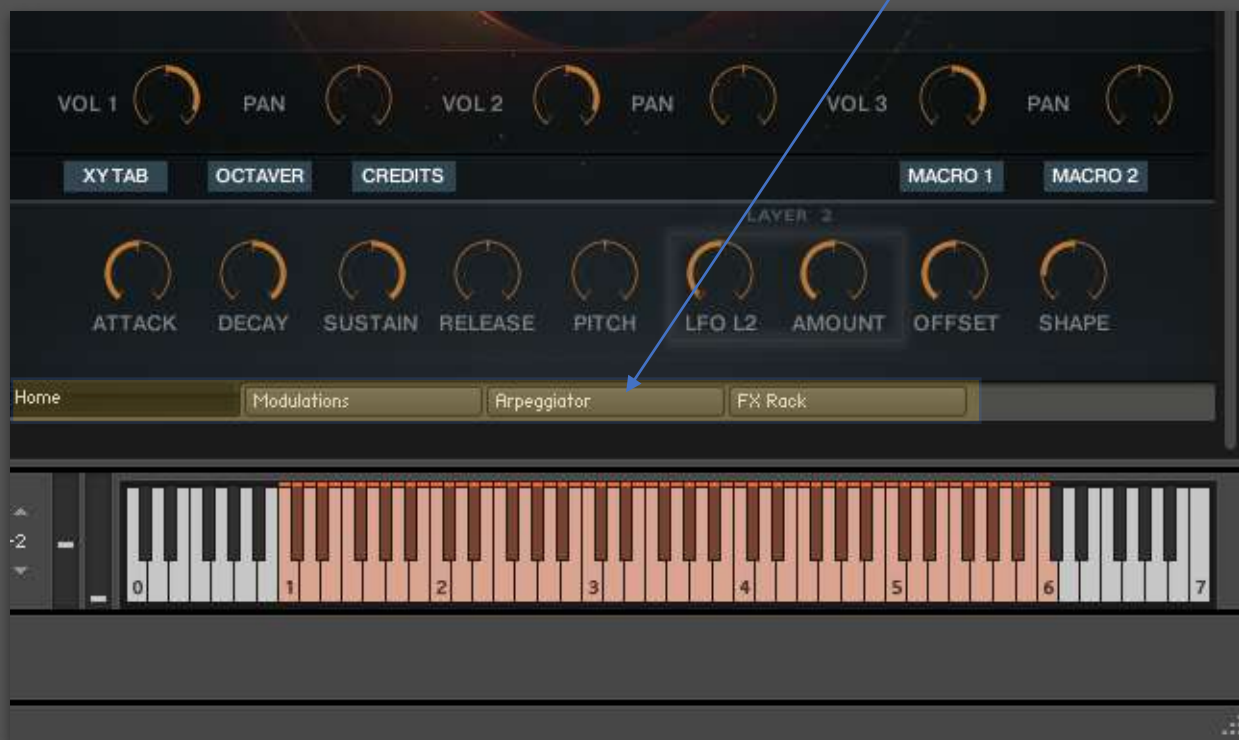 VOL 1 PAN VOL 2 PAN VOL 3 PAN
XY TAB OCTAVER CREDITS MACRO 1 MACRO 2
LAYER 2
ATTACK DECAY SUSTAIN RELEASE PITCH LFO L2 AMOUNT OFFSET SHAPE
Home Modulations Arpeggiator FX Rack
-2
0 1 2 3 4 5 6 7